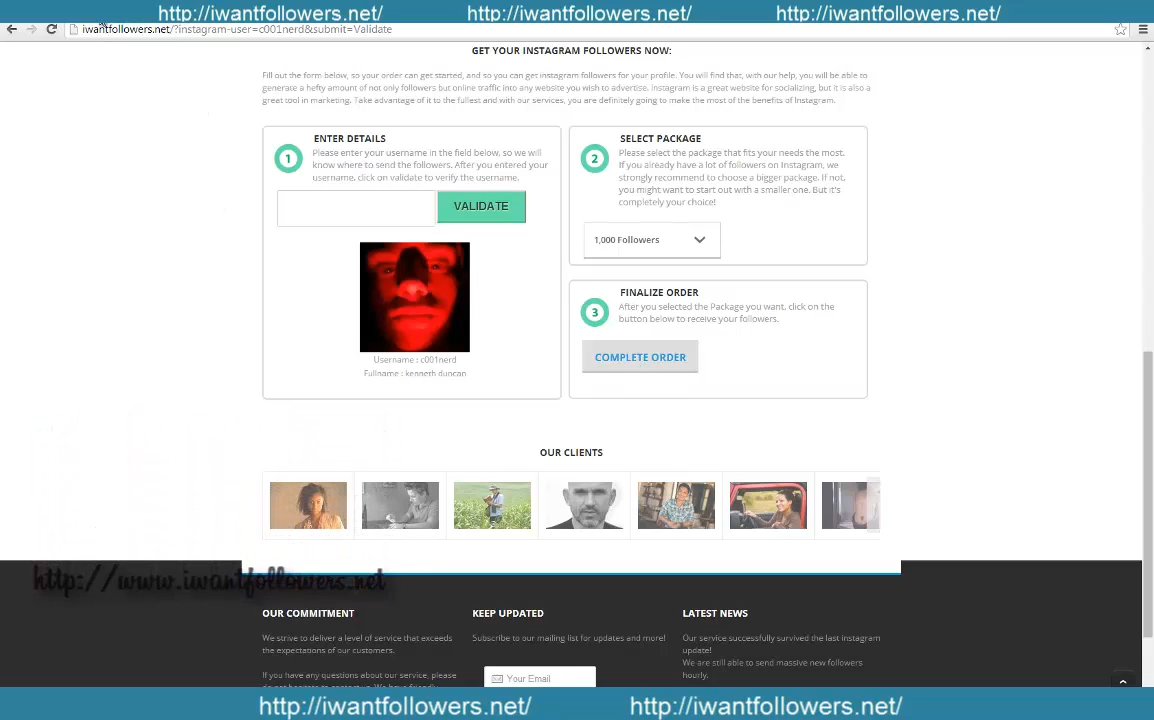 http://iwantfollowers.net/ http://iwantfollowers.net/ http://iwantfollowers.net/
iwantfollowers.net/?instagram-user=c001nerd&submit=Validate
GET YOUR INSTAGRAM FOLLOWERS NOW:
Fill out the form below, so your order can get started, and so you can get instagram followers for your profile. You will find that, with our help, you will be able to
generate a hefty amount of not only followers but online traffic into any website you wish to advertise. Instagram is a great website for socializing, but it is also a
great tool in marketing. Take advantage of it to the fullest and with our services, you are definitely going to make the most of the benefits of Instagram.
1
ENTER DETAILS
Please enter your username in the field below, so we will
know where to send the followers. After you entered your
username, click on validate to verify the username.
VALIDATE
Username : c001nerd
Fullname : kenneth duncan
2
SELECT PACKAGE
Please select the package that fits your needs the most.
If you already have a lot of followers on Instagram, we
strongly recommend to choose a bigger package. If not,
you might want to start out with a smaller one. But it's
completely your choice!
1,000 Followers
3
FINALIZE ORDER
After you selected the Package you want, click on the
button below to receive your followers.
COMPLETE ORDER
OUR CLIENTS
http://www.iwantfollowers.net
OUR COMMITMENT
We strive to deliver a level of service that exceeds
the expectations of our customers.
If you have any questions about our service, please
KEEP UPDATED
Subscribe to our mailing list for updates and more!
Your Email
LATEST NEWS
Our service successfully survived the last instagram
update!
We are still able to send massive new followers
hourly.
http://iwantfollowers.net/ http://iwantfollowers.net/